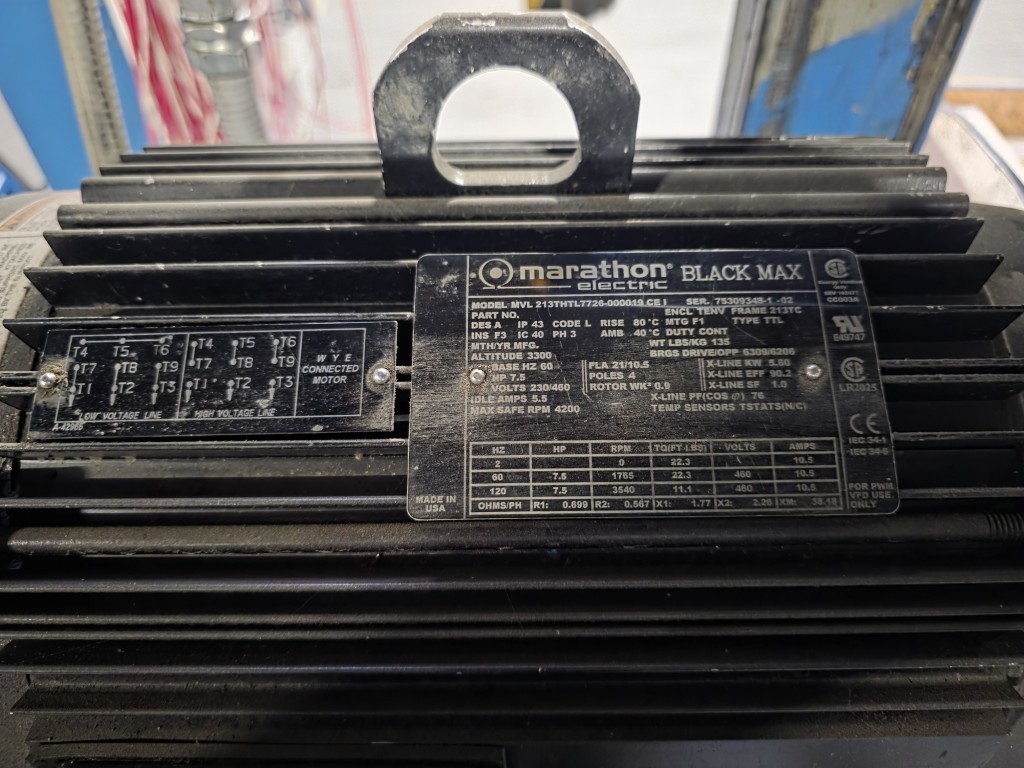 marathon® BLACK MAX
electric
MODEL MVL 213THTL7726-000019 CE I SER. 75309348-1 -02
PART NO. ENCL TENV FRAME 213TC
DES A IP 43 CODE L RISE 80°C MTG F1 TYPE TTL
INS F3 IC 40 PH 3 AMB 40°C DUTY CONT
MTH/YR MFG. WT LBS/KG 135
ALTITUDE 3300 BRGS DRIVE/OPP 6309/6206
BASE HZ 60 FLA 21/10.5 X-LINE KW 5.59
HP 7.5 POLES 4 X-LINE EFF 90.2
VOLTS 230/460 ROTOR WK² 0.9 X-LINE SF 1.0
IDLE AMPS 5.5 X-LINE PF(COS Ø) 76
MAX SAFE RPM 4200 TEMP SENSORS TSTATS(N/C)
HZ HP RPM TQ(FT-LBS) VOLTS AMPS
2 0 22.3 10.5
60 7.5 1765 22.3 460 10.5
120 7.5 3540 11.1 460 10.5
OHMS/PH R1: 0.699 R2: 0.567 X1: 1.77 X2: 2.26 XM: 38.18
MADE IN
USA
E49747
LR2025
CE
IEC 34-1
FOR PWM
VFD USE
ONLY
T4 T5 T6 T4 T5 T6
T7 T8 T9 T7 T8 T9
T1 T2 T3 T1 T2 T3
LOW VOLTAGE LINE HIGH VOLTAGE LINE
W Y E
CONNECTED
MOTOR